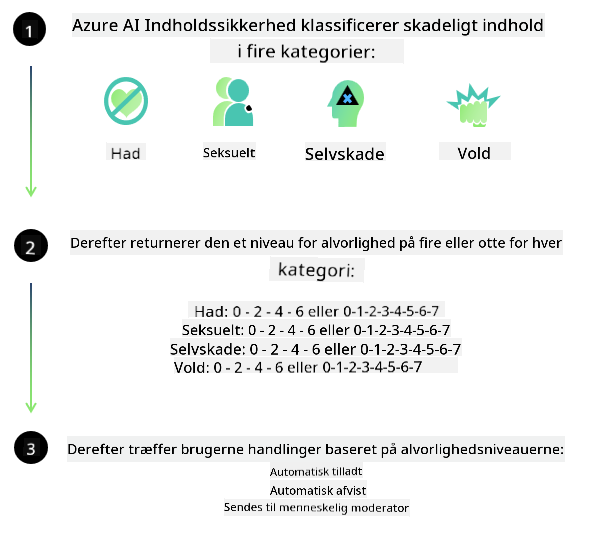 1
Azure AI Indholdssikkerhed klassificerer skadeligt indhold
i fire kategorier:
Had
Seksuelt
Selvskade
Vold
2
Derefter returnerer den et niveau for alvorlighed på fire eller otte for hver
kategori:
Had: 0 - 2 - 4 - 6 eller 0-1-2-3-4-5-6-7
Seksuelt: 0 - 2 - 4 - 6 eller 0-1-2-3-4-5-6-7
Selvskade: 0 - 2 - 4 - 6 eller 0-1-2-3-4-5-6-7
Vold: 0 - 2 - 4 - 6 eller 0-1-2-3-4-5-6-7
3
Derefter træffer brugerne handlinger baseret på alvorlighedsniveauerne:
Automatisk tilladt
Automatisk afvist
Sendes til menneskelig moderator